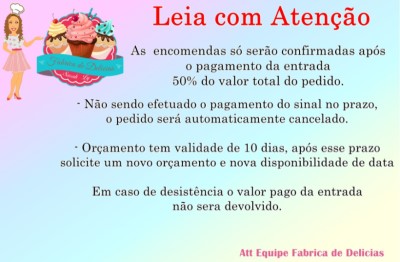 Leia com Atenção
As encomendas só serão confirmadas após
o pagamento da entrada
50% do valor total do pedido.
- Não sendo efetuado o pagamento do sinal no prazo,
o pedido será automaticamente cancelado.
- Orçamento tem validade de 10 dias, após esse prazo
solicite um novo orçamento e nova disponibilidade de data
Em caso de desistência o valor pago da entrada
não sera devolvido.
Att Equipe Fabrica de Delicias